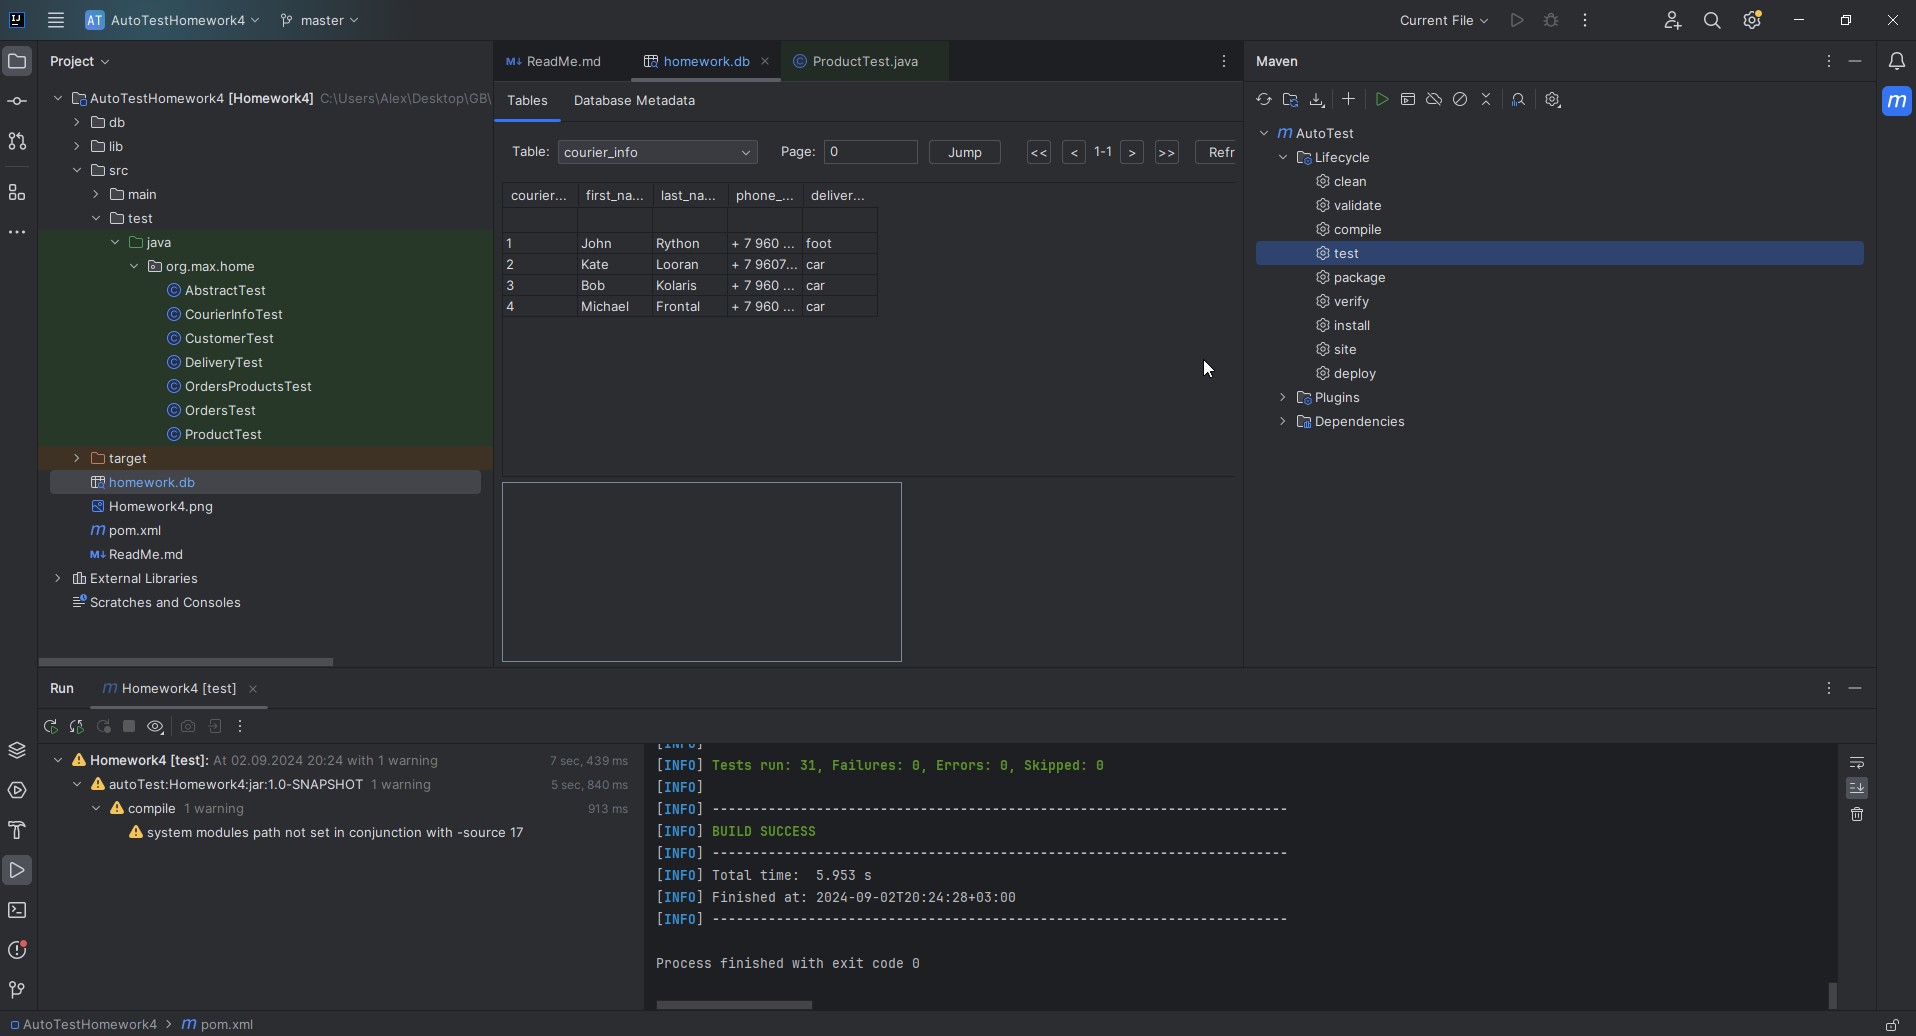 AT AutoTestHomework4 master Current File
Project
AutoTestHomework4 [Homework4] C:\Users\Alex\Desktop\GB\
db
lib
src
main
test
java
org.max.home
AbstractTest
CourierInfoTest
CustomerTest
DeliveryTest
OrdersProductsTest
OrdersTest
ProductTest
target
homework.db
Homework4.png
pom.xml
ReadMe.md
External Libraries
Scratches and Consoles
ReadMe.md homework.db ProductTest.java
Tables Database Metadata
Table: courier_info Page: 0 Jump << < 1-1 > >> Refr
courier... first_na... last_na... phone_... deliver...
1 John Rython + 7 960 ... foot
2 Kate Looran + 7 9607... car
3 Bob Kolaris + 7 960 ... car
4 Michael Frontal + 7 960 ... car
Maven
AutoTest
Lifecycle
clean
validate
compile
test
package
verify
install
site
deploy
Plugins
Dependencies
Run Homework4 [test]
Homework4 [test]: At 02.09.2024 20:24 with 1 warning 7 sec, 439 ms
autoTest:Homework4:jar:1.0-SNAPSHOT 1 warning 5 sec, 840 ms
compile 1 warning 913 ms
system modules path not set in conjunction with -source 17
[INFO]
[INFO] Tests run: 31, Failures: 0, Errors: 0, Skipped: 0
[INFO]
[INFO] ------------------------------------------------------------------------
[INFO] BUILD SUCCESS
[INFO] ------------------------------------------------------------------------
[INFO] Total time:  5.953 s
[INFO] Finished at: 2024-09-02T20:24:28+03:00
[INFO] ------------------------------------------------------------------------
Process finished with exit code 0
AutoTestHomework4 > pom.xml